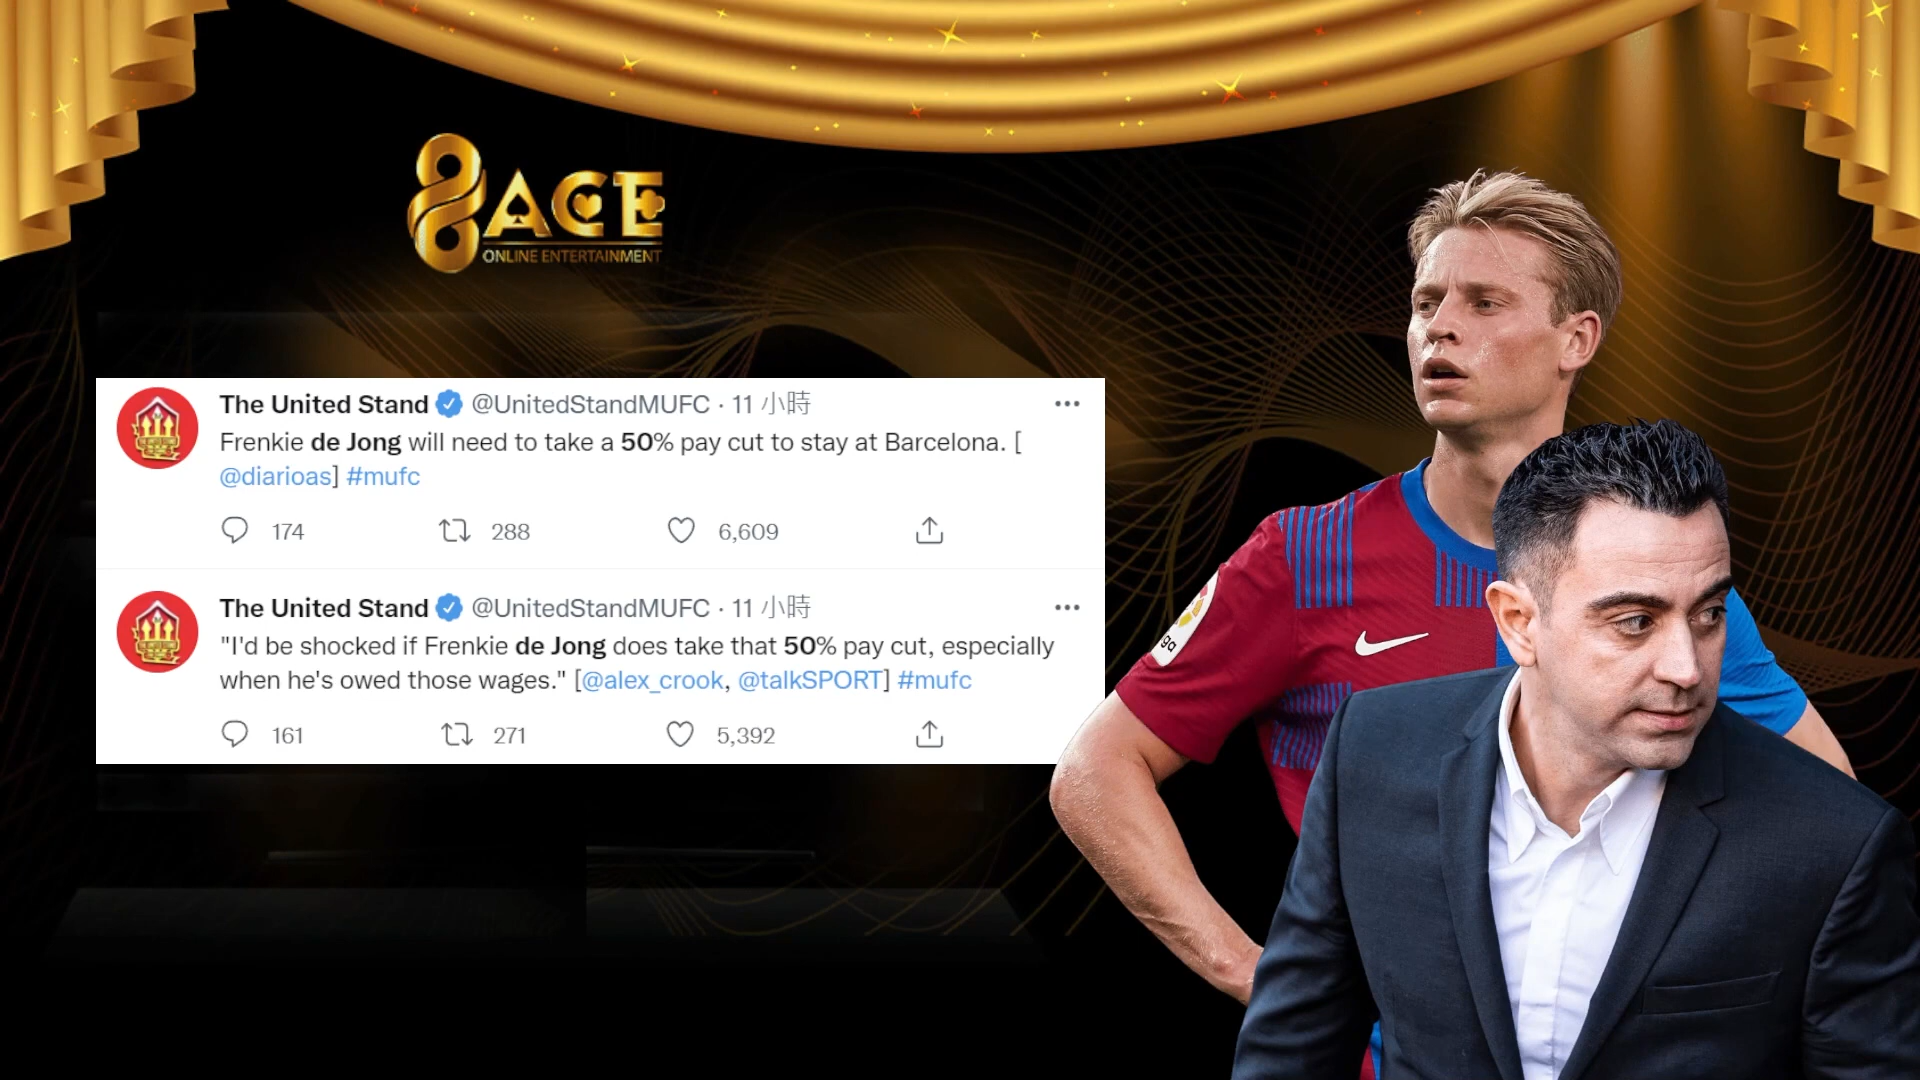 8ACE
ONLINE ENTERTAINMENT
The United Stand @UnitedStandMUFC · 11 小時
Frenkie de Jong will need to take a 50% pay cut to stay at Barcelona. [
@diarioas] #mufc
174 288 6,609
The United Stand @UnitedStandMUFC · 11 小時
"I'd be shocked if Frenkie de Jong does take that 50% pay cut, especially
when he's owed those wages." [@alex_crook, @talkSPORT] #mufc
161 271 5,392
ga